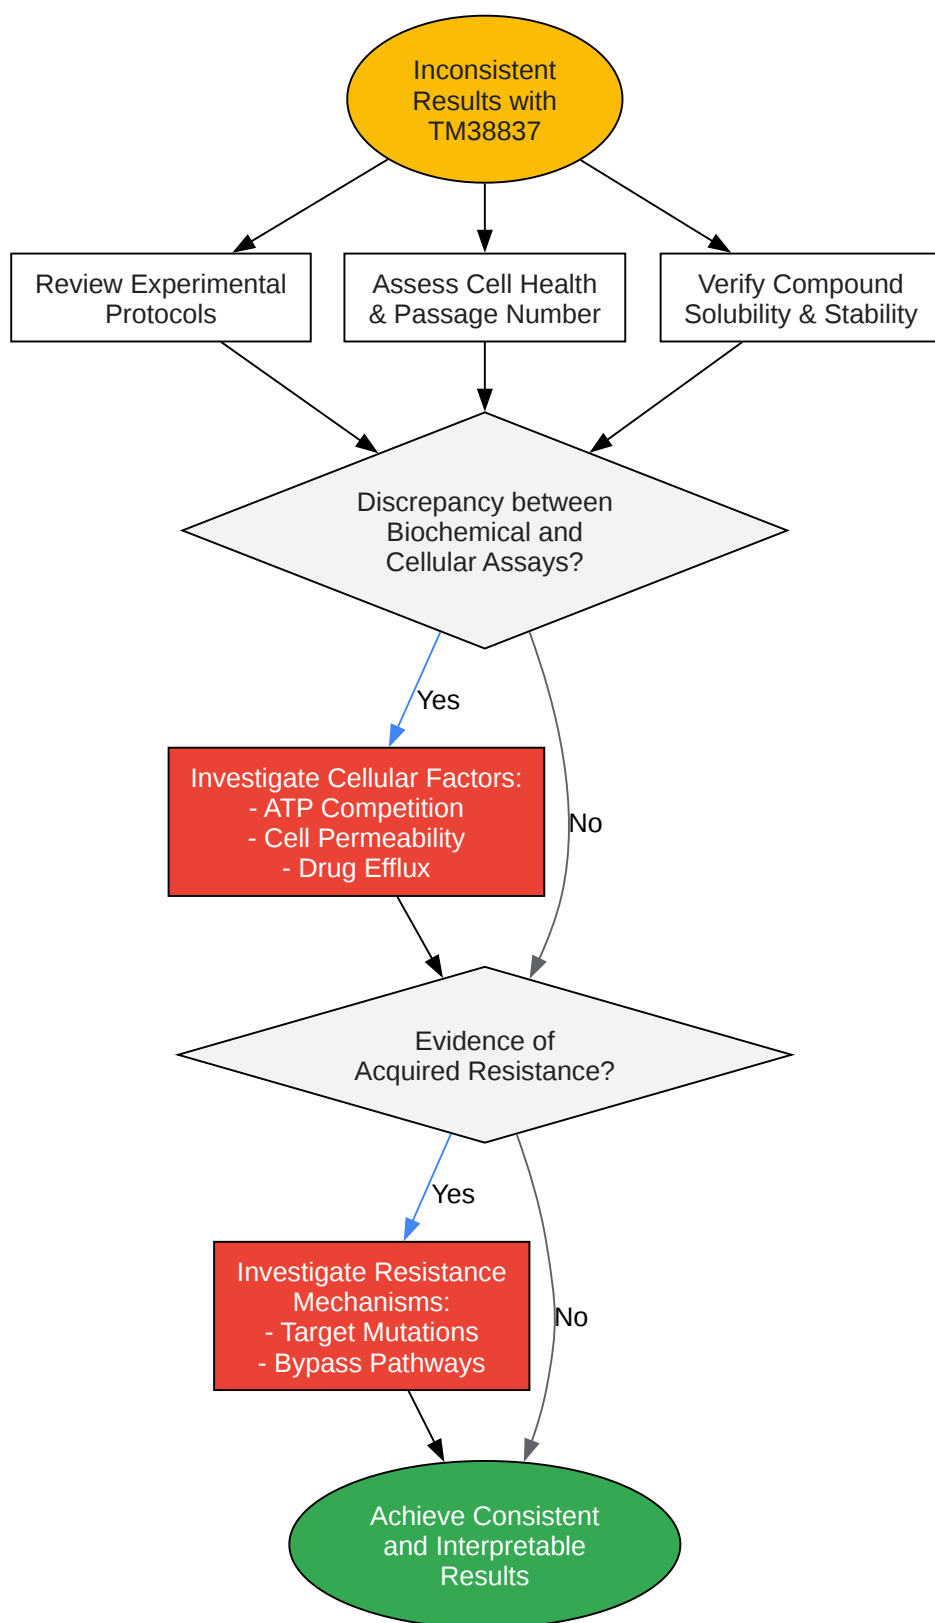 Inconsistent
Results with
TM38837
Review Experimental
Protocols
Assess Cell Health
& Passage Number
Verify Compound
Solubility & Stability
Discrepancy between
Biochemical and
Cellular Assays?
Yes
Investigate Cellular Factors:
- ATP Competition
- Cell Permeability
- Drug Efflux
No
Evidence of
Acquired Resistance?
Yes
Investigate Resistance
Mechanisms:
- Target Mutations
- Bypass Pathways
No
Achieve Consistent
and Interpretable
Results